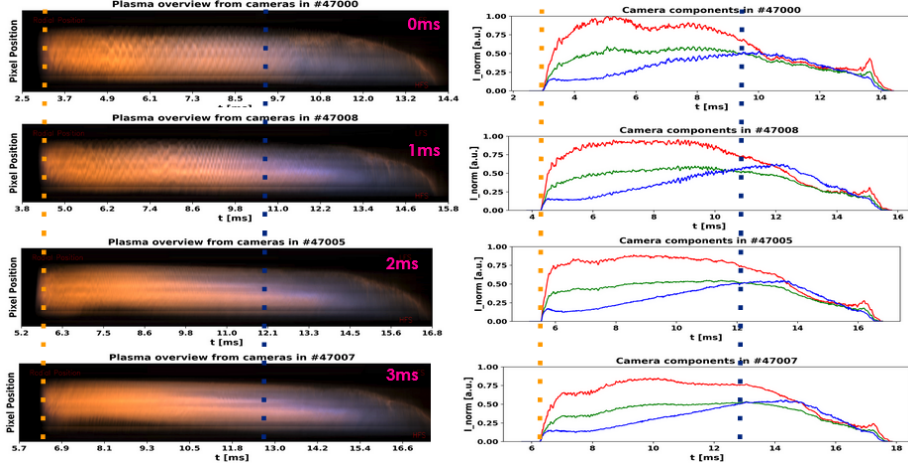 Plasma overview from cameras in #47000
Pixel Position
0ms
2.5 3.7 4.9 6.1 7.3 8.5 9.6 10.8 12.0 13.2 14.4
t [ms]
Camera components in #47000
I_norm [a.u.]
1.00
0.75
0.50
0.25
0.00
2 4 6 8 10 12 14
t [ms]
Plasma overview from cameras in #47008
Pixel Position
1ms
3.8 5.0 6.2 7.4 8.6 9.8 11.0 12.2 13.4 14.6 15.8
t [ms]
Camera components in #47008
I_norm [a.u.]
1.00
0.75
0.50
0.25
0.00
4 6 8 10 12 14 16
t [ms]
Plasma overview from cameras in #47005
Pixel Position
2ms
5.2 6.3 7.5 8.6 9.8 11.0 12.1 13.3 14.5 15.6 16.8
t [ms]
Camera components in #47005
I_norm [a.u.]
1.00
0.75
0.50
0.25
0.00
6 8 10 12 14 16
t [ms]
Plasma overview from cameras in #47007
Pixel Position
3ms
5.7 6.9 8.1 9.3 10.5 11.6 12.8 14.0 15.2 16.3 17.5
t [ms]
Camera components in #47007
I_norm [a.u.]
1.00
0.75
0.50
0.25
0.00
6 8 10 12 14 16 18
t [ms]